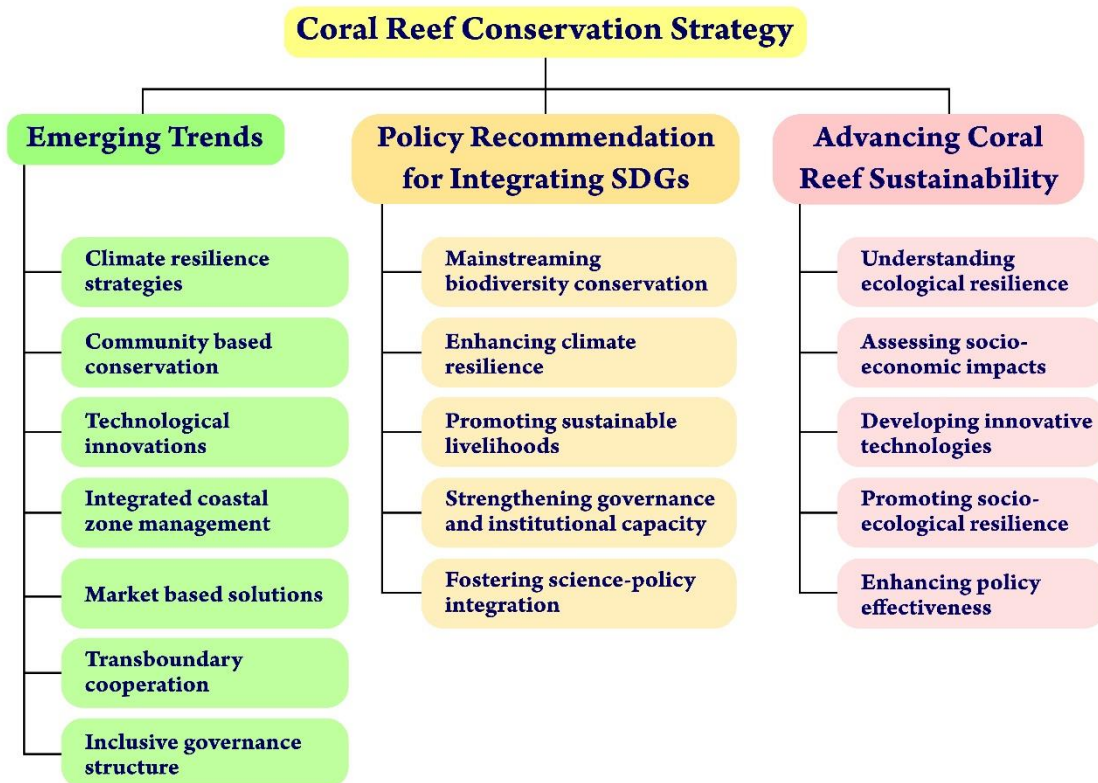 Coral Reef Conservation Strategy
Emerging Trends
Climate resilience
strategies
Community based
conservation
Technological
innovations
Integrated coastal
zone management
Market based solutions
Transboundary
cooperation
Inclusive governance
structure
Policy Recommendation
for Integrating SDGs
Mainstreaming
biodiversity conservation
Enhancing climate
resilience
Promoting sustainable
livelihoods
Strengthening governance
and institutional capacity
Fostering science-policy
integration
Advancing Coral
Reef Sustainability
Understanding
ecological resilience
Assessing socio-
economic impacts
Developing innovative
technologies
Promoting socio-
ecological resilience
Enhancing policy
effectiveness